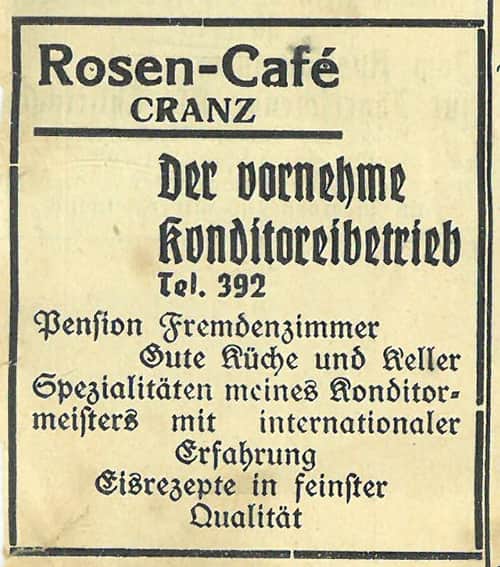 Rosen-Café
CRANZ
Der vornehme
Konditoreibetrieb
Tel. 392
Pension Fremdenzimmer
Gute Küche und Keller
Spezialitäten meines Konditor-
meisters mit internationaler
Erfahrung
Eisrezepte in feinster
Qualität